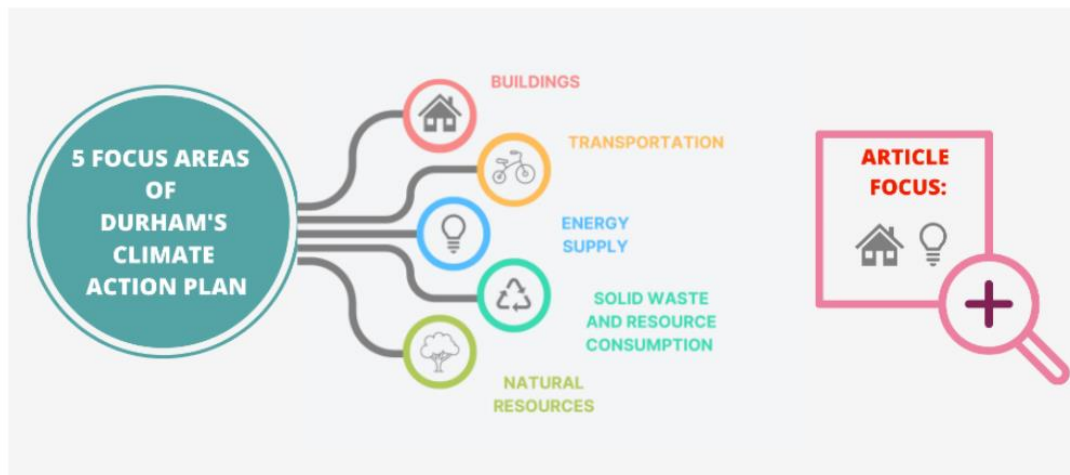 5 FOCUS AREAS
OF
DURHAM'S
CLIMATE
ACTION PLAN
BUILDINGS
TRANSPORTATION
ENERGY
SUPPLY
SOLID WASTE
AND RESOURCE
CONSUMPTION
NATURAL
RESOURCES
ARTICLE
FOCUS: